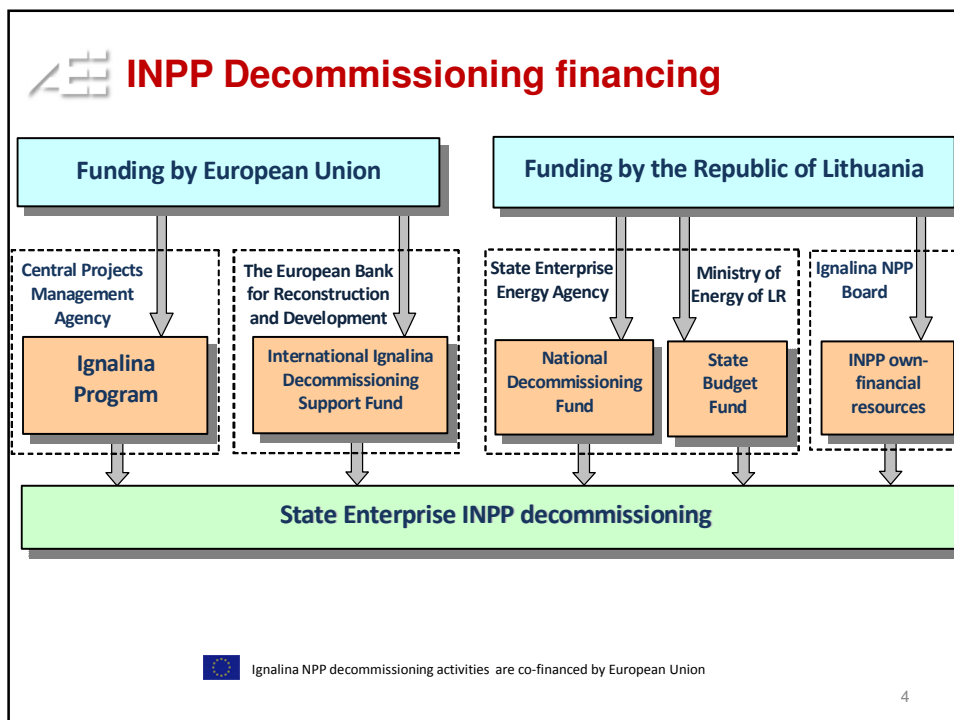 INPP Decommissioning financing
Funding by European Union
Funding by the Republic of Lithuania
Central Projects
Management
Agency
The European Bank
for Reconstruction
and Development
State Enterprise
Energy Agency
Ministry of
Energy of LR
Ignalina NPP
Board
Ignalina
Program
International Ignalina
Decommissioning
Support Fund
National
Decommissioning
Fund
State
Budget
Fund
INPP own-
financial
resources
State Enterprise INPP decommissioning
Ignalina NPP decommissioning activities are co-financed by European Union
4